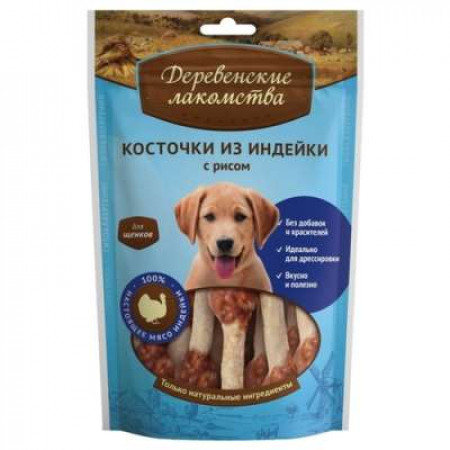 Деревенские
лакомства
КОСТОЧКИ ИЗ ИНДЕЙКИ
С РИСОМ
для
щенков
Без добавок
и красителей
Идеально
для дрессировки
Вкусно
и полезно
100%
НАСТОЯЩЕЕ МЯСО ИНДЕЙКИ
Только натуральные ингредиенты